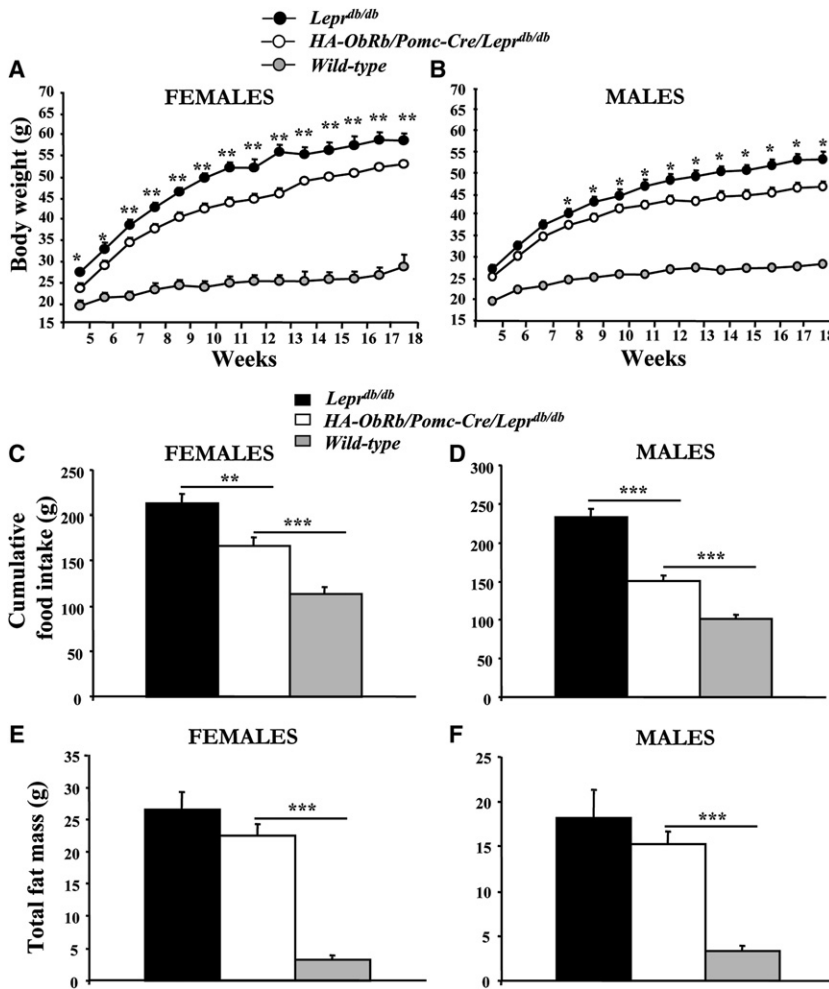 Lepr^db/db
HA-ObRb/Pomc-Cre/Lepr^db/db
Wild-type
A
FEMALES
Body weight (g)
70
65
60
55
50
45
40
35
30
25
20
15
* * ** ** ** ** ** ** ** ** ** ** ** **
5 6 7 8 9 10 11 12 13 14 15 16 17 18
Weeks
B
MALES
70
65
60
55
50
45
40
35
30
25
20
15
* * * * * * * * * * *
5 6 7 8 9 10 11 12 13 14 15 16 17 18
Weeks
Lepr^db/db
HA-ObRb/Pomc-Cre/Lepr^db/db
Wild-type
C
FEMALES
Cumulative
food intake (g)
250
200
150
100
50
0
**
***
D
MALES
300
250
200
150
100
50
0
***
***
E
FEMALES
Total fat mass (g)
35
30
25
20
15
10
5
0
***
F
MALES
25
20
15
10
5
0
***